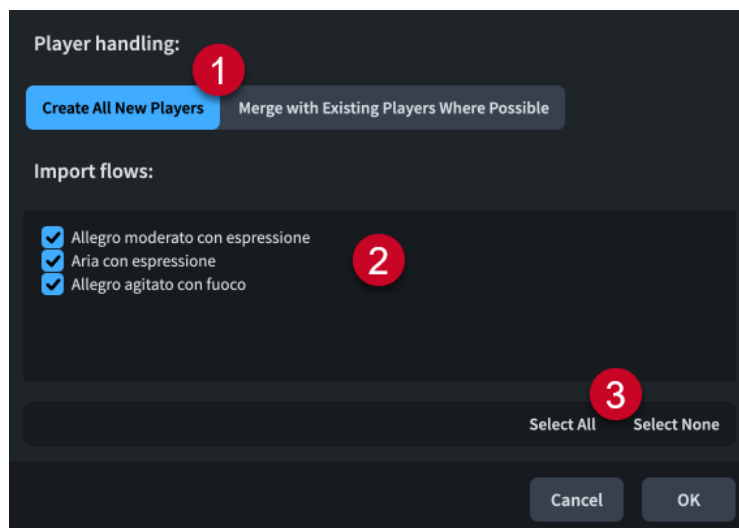 Player handling:
1
Create All New Players Merge with Existing Players Where Possible
Import flows:
Allegro moderato con espressione
Aria con espressione
Allegro agitato con fuoco
2
3
Select All Select None
Cancel OK